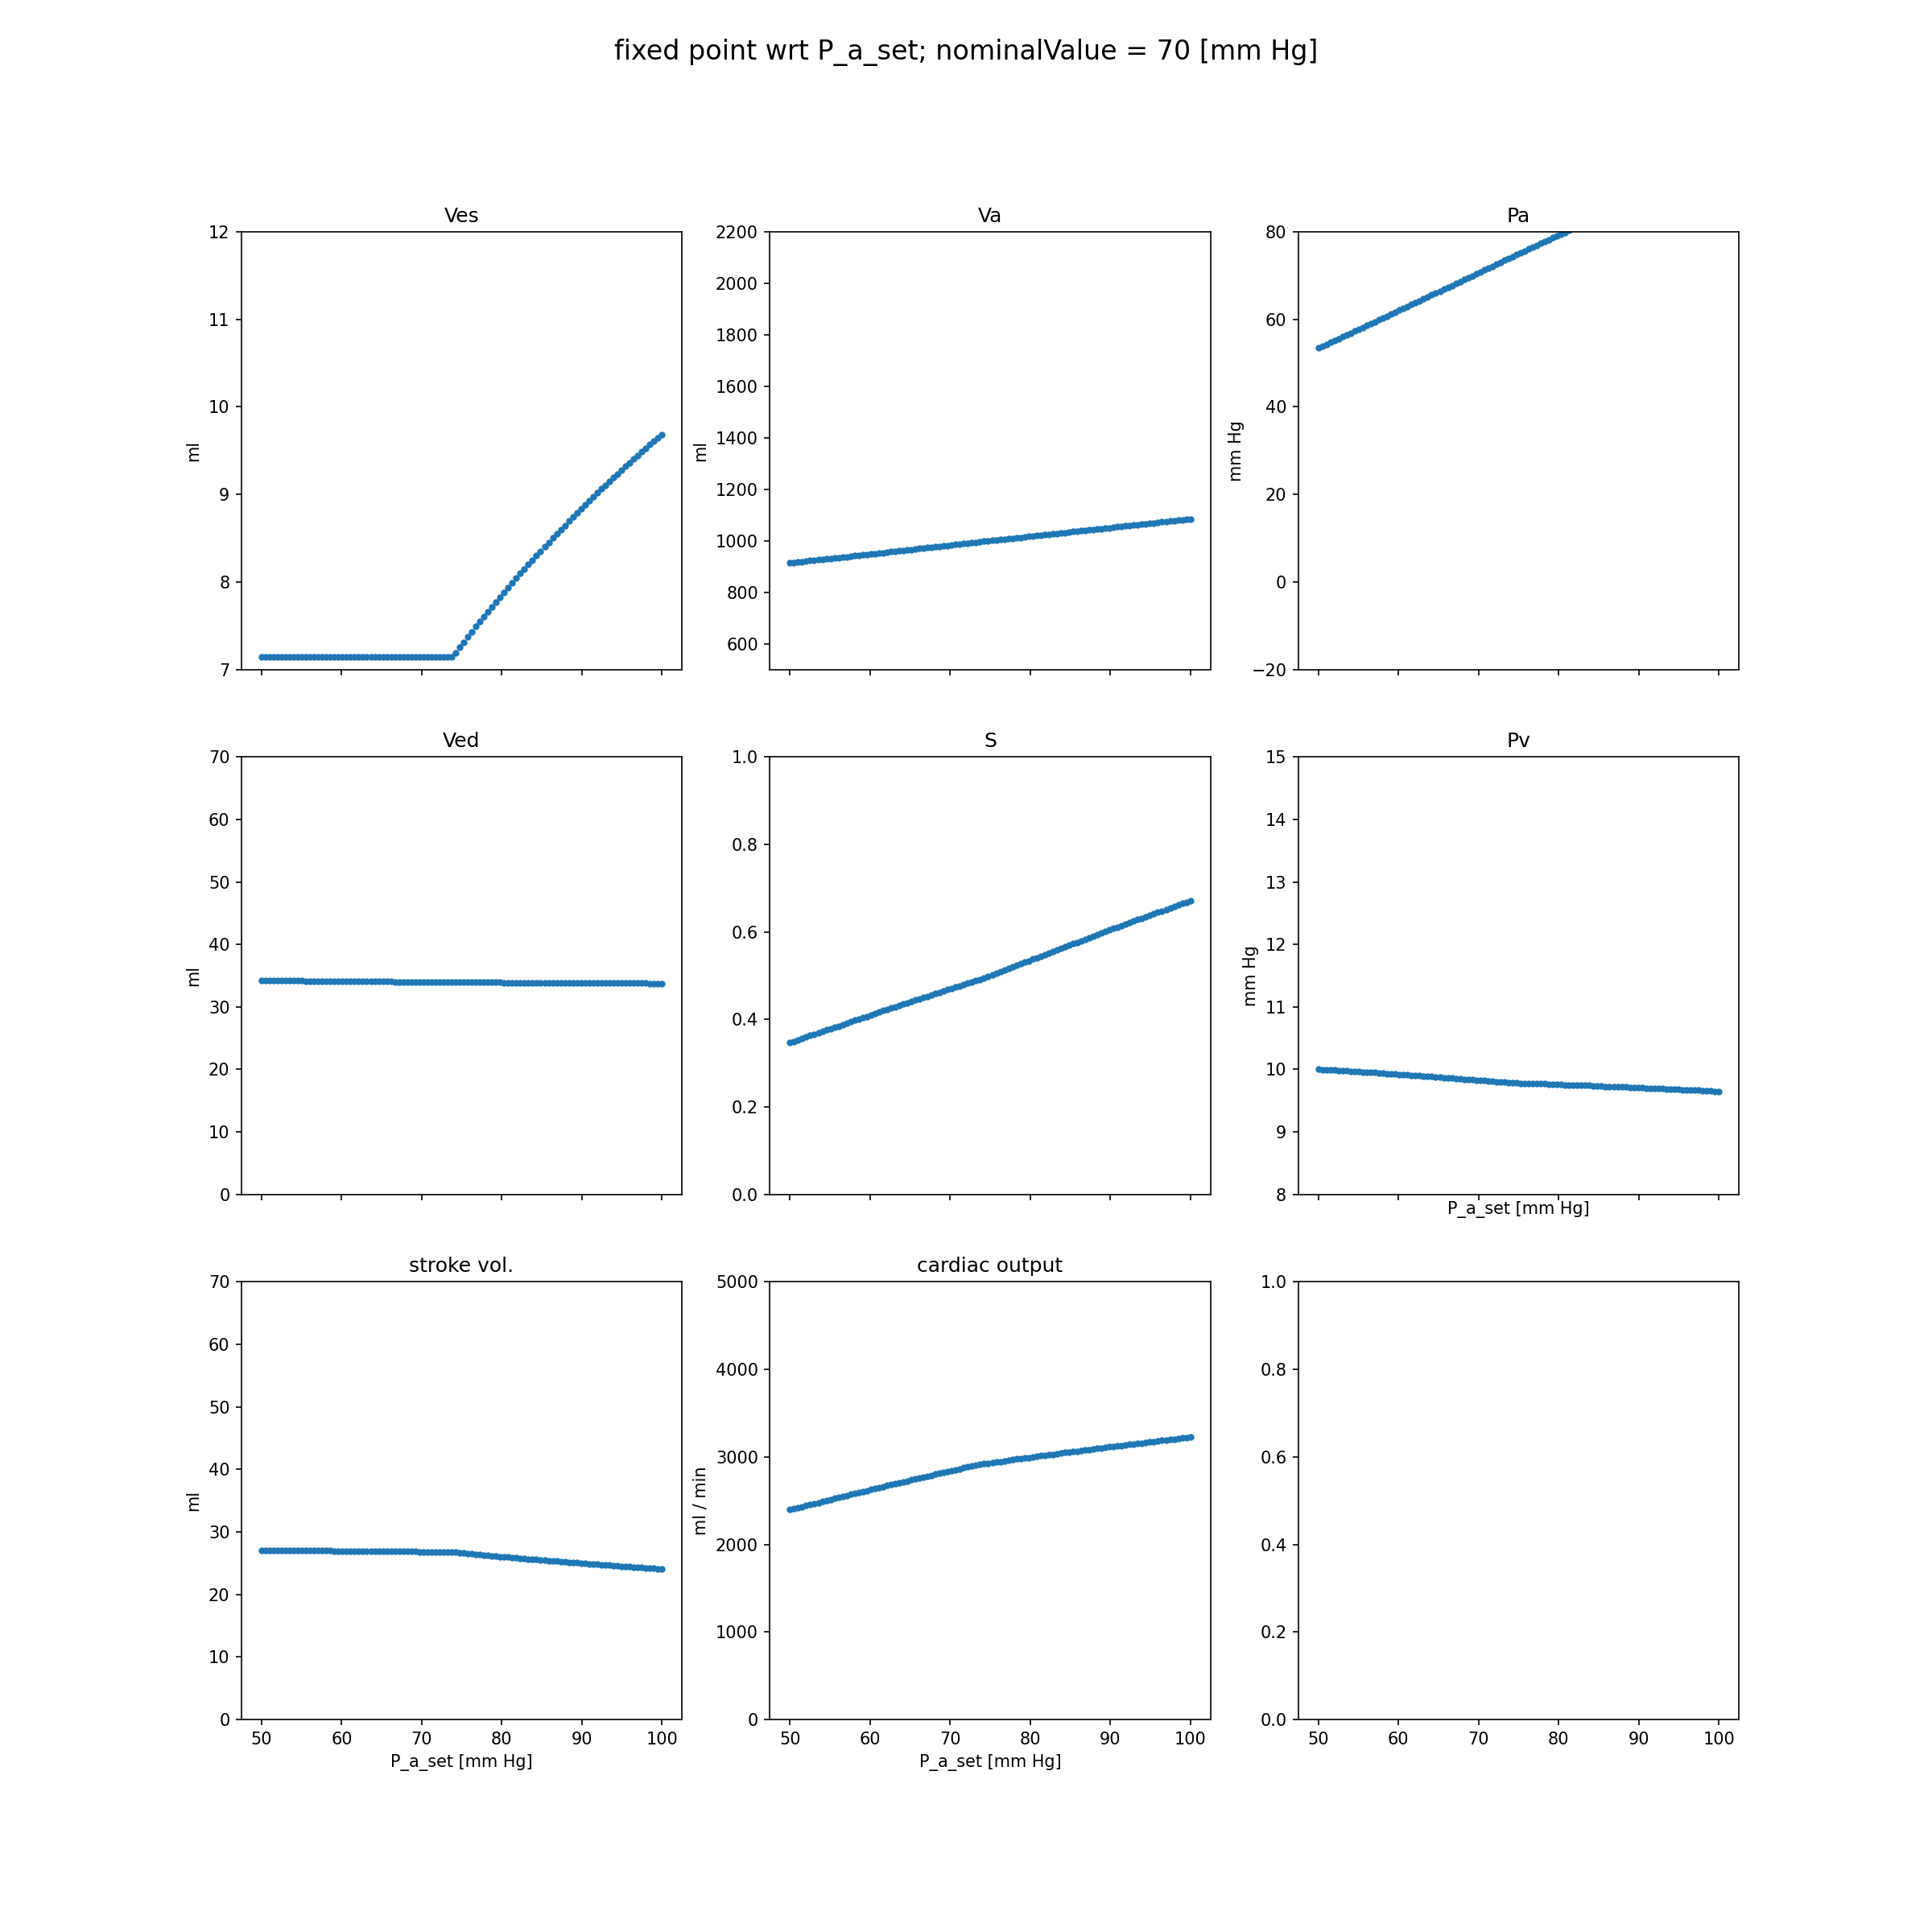 fixed point wrt P_a_set; nominalValue = 70 [mm Hg]
Ves
12
11
10
9
8
7
ml
Va
2200
2000
1800
1600
1400
1200
1000
800
600
ml
Pa
80
60
40
20
0
−20
mm Hg
Ved
70
60
50
40
30
20
10
0
ml
S
1.0
0.8
0.6
0.4
0.2
0.0
Pv
15
14
13
12
11
10
9
8
mm Hg
P_a_set [mm Hg]
stroke vol.
70
60
50
40
30
20
10
0
ml
50 60 70 80 90 100
P_a_set [mm Hg]
cardiac output
5000
4000
3000
2000
1000
0
ml / min
50 60 70 80 90 100
P_a_set [mm Hg]
1.0
0.8
0.6
0.4
0.2
0.0
50 60 70 80 90 100